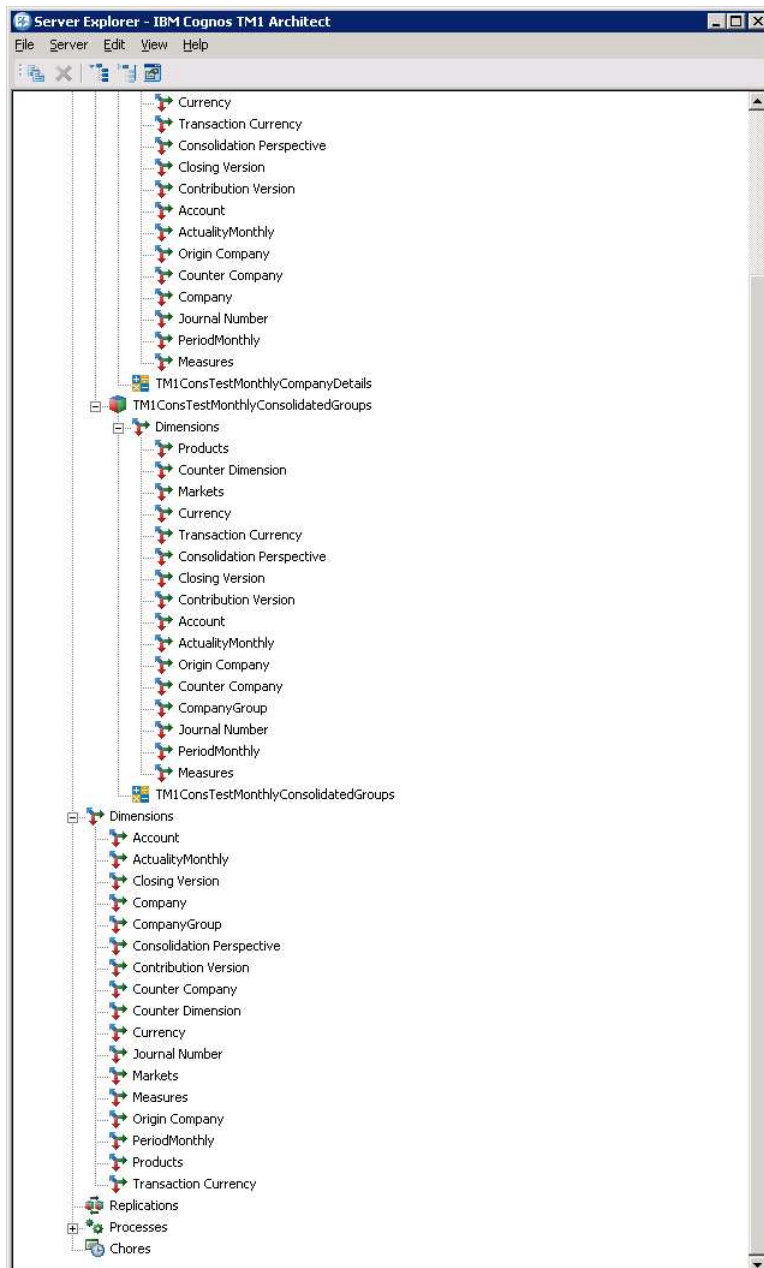 Server Explorer - IBM Cognos TM1 Architect
File Server Edit View Help
Currency
Transaction Currency
Consolidation Perspective
Closing Version
Contribution Version
Account
ActualityMonthly
Origin Company
Counter Company
Company
Journal Number
PeriodMonthly
Measures
TM1ConsTestMonthlyCompanyDetails
TM1ConsTestMonthlyConsolidatedGroups
Dimensions
Products
Counter Dimension
Markets
Currency
Transaction Currency
Consolidation Perspective
Closing Version
Contribution Version
Account
ActualityMonthly
Origin Company
Counter Company
CompanyGroup
Journal Number
PeriodMonthly
Measures
TM1ConsTestMonthlyConsolidatedGroups
Dimensions
Account
ActualityMonthly
Closing Version
Company
CompanyGroup
Consolidation Perspective
Contribution Version
Counter Company
Counter Dimension
Currency
Journal Number
Markets
Measures
Origin Company
PeriodMonthly
Products
Transaction Currency
Replications
Processes
Chores